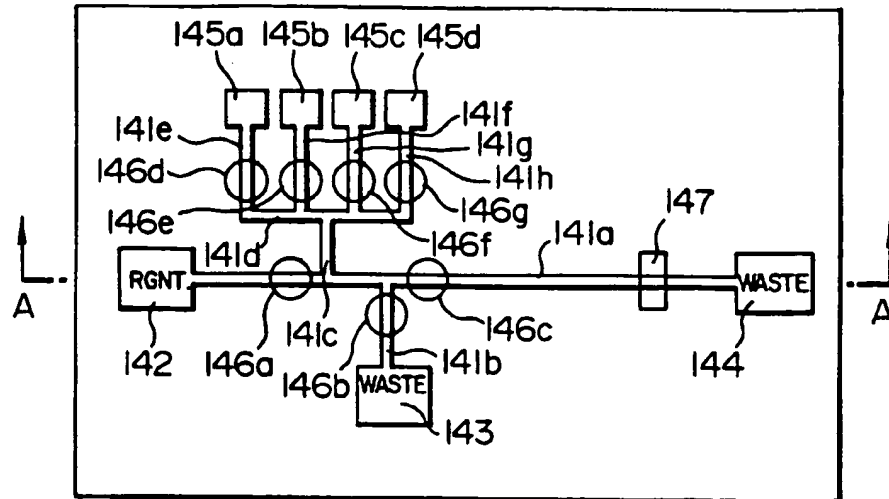 145a 145b 145c 145d
141e 141f
146d 141g
141h
146e 146g
141d 146f 141a 147
A RGNT WASTE A
142 146a 141c 146c 144
146b 141b
WASTE
143